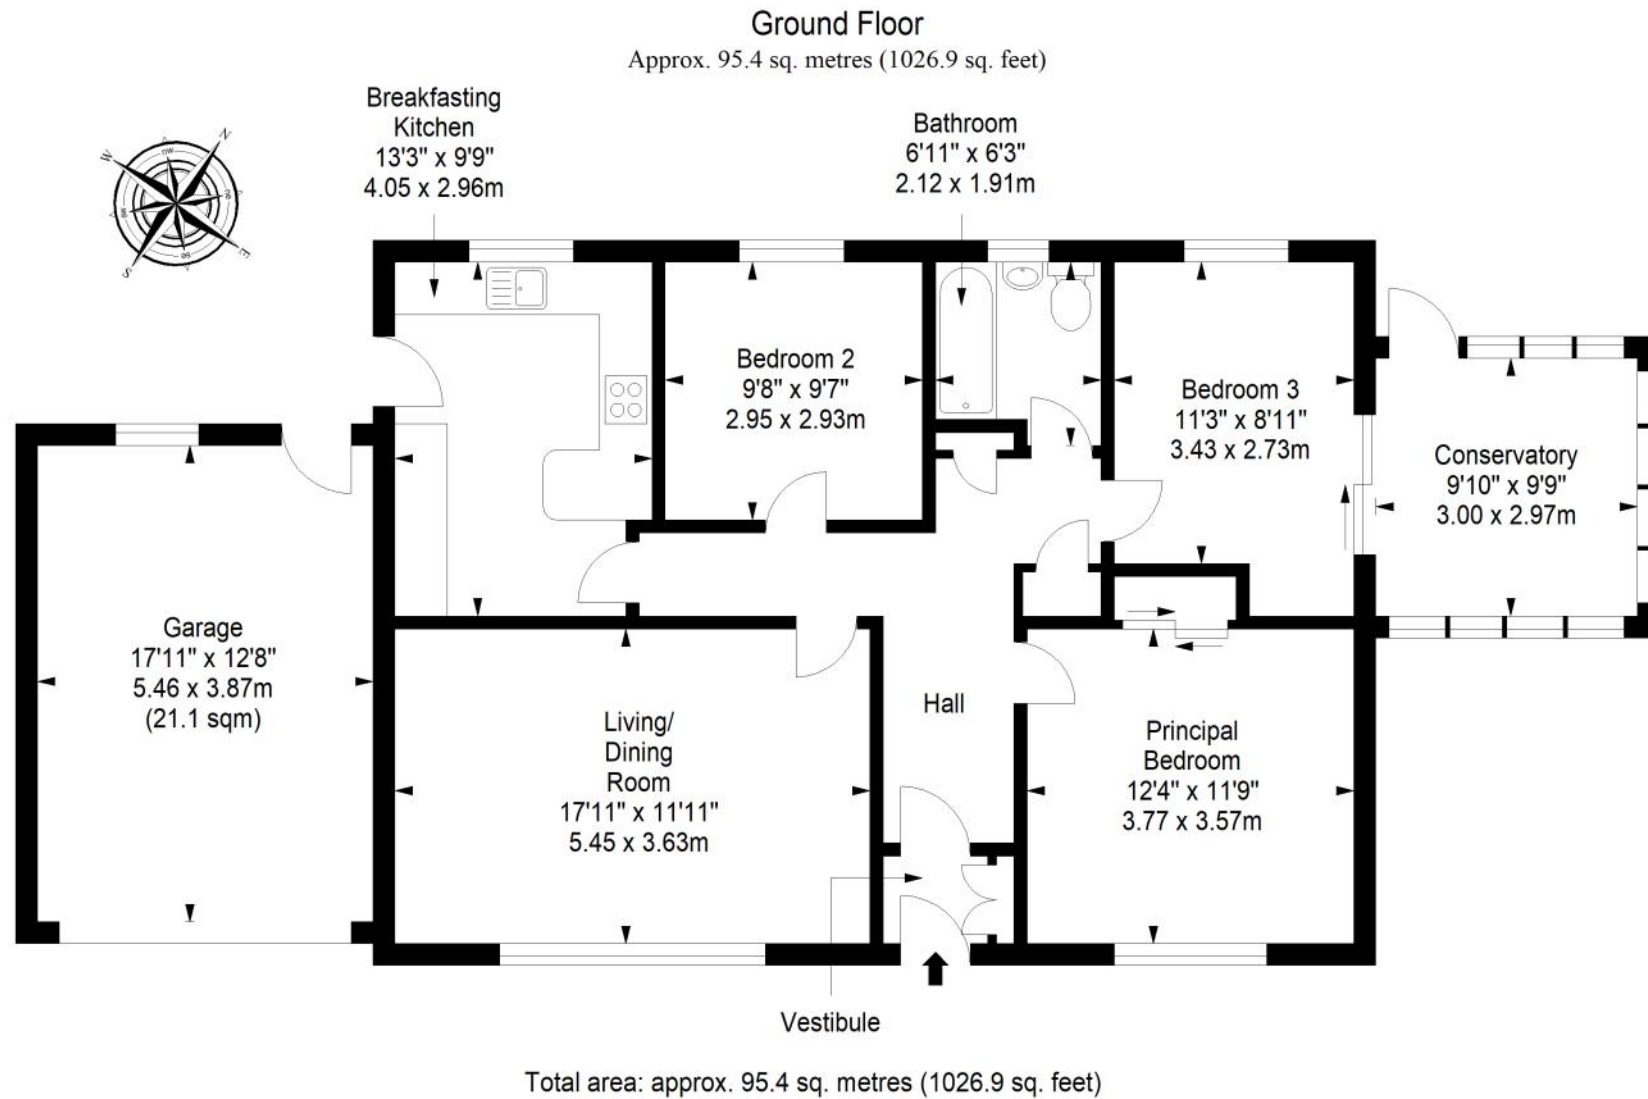 Ground Floor
Approx. 95.4 sq. metres (1026.9 sq. feet)
Breakfasting
Kitchen
13'3" x 9'9"
4.05 x 2.96m
Bathroom
6'11" x 6'3"
2.12 x 1.91m
N
nw
W
ne
sw
E
se
S
Bedroom 2
9'8" x 9'7"
2.95 x 2.93m
Bedroom 3
11'3" x 8'11"
3.43 x 2.73m
Conservatory
9'10" x 9'9"
3.00 x 2.97m
Garage
17'11" x 12'8"
5.46 x 3.87m
(21.1 sqm)
Living/
Dining
Room
17'11" x 11'11"
5.45 x 3.63m
Hall
Principal
Bedroom
12'4" x 11'9"
3.77 x 3.57m
Vestibule
Total area: approx. 95.4 sq. metres (1026.9 sq. feet)